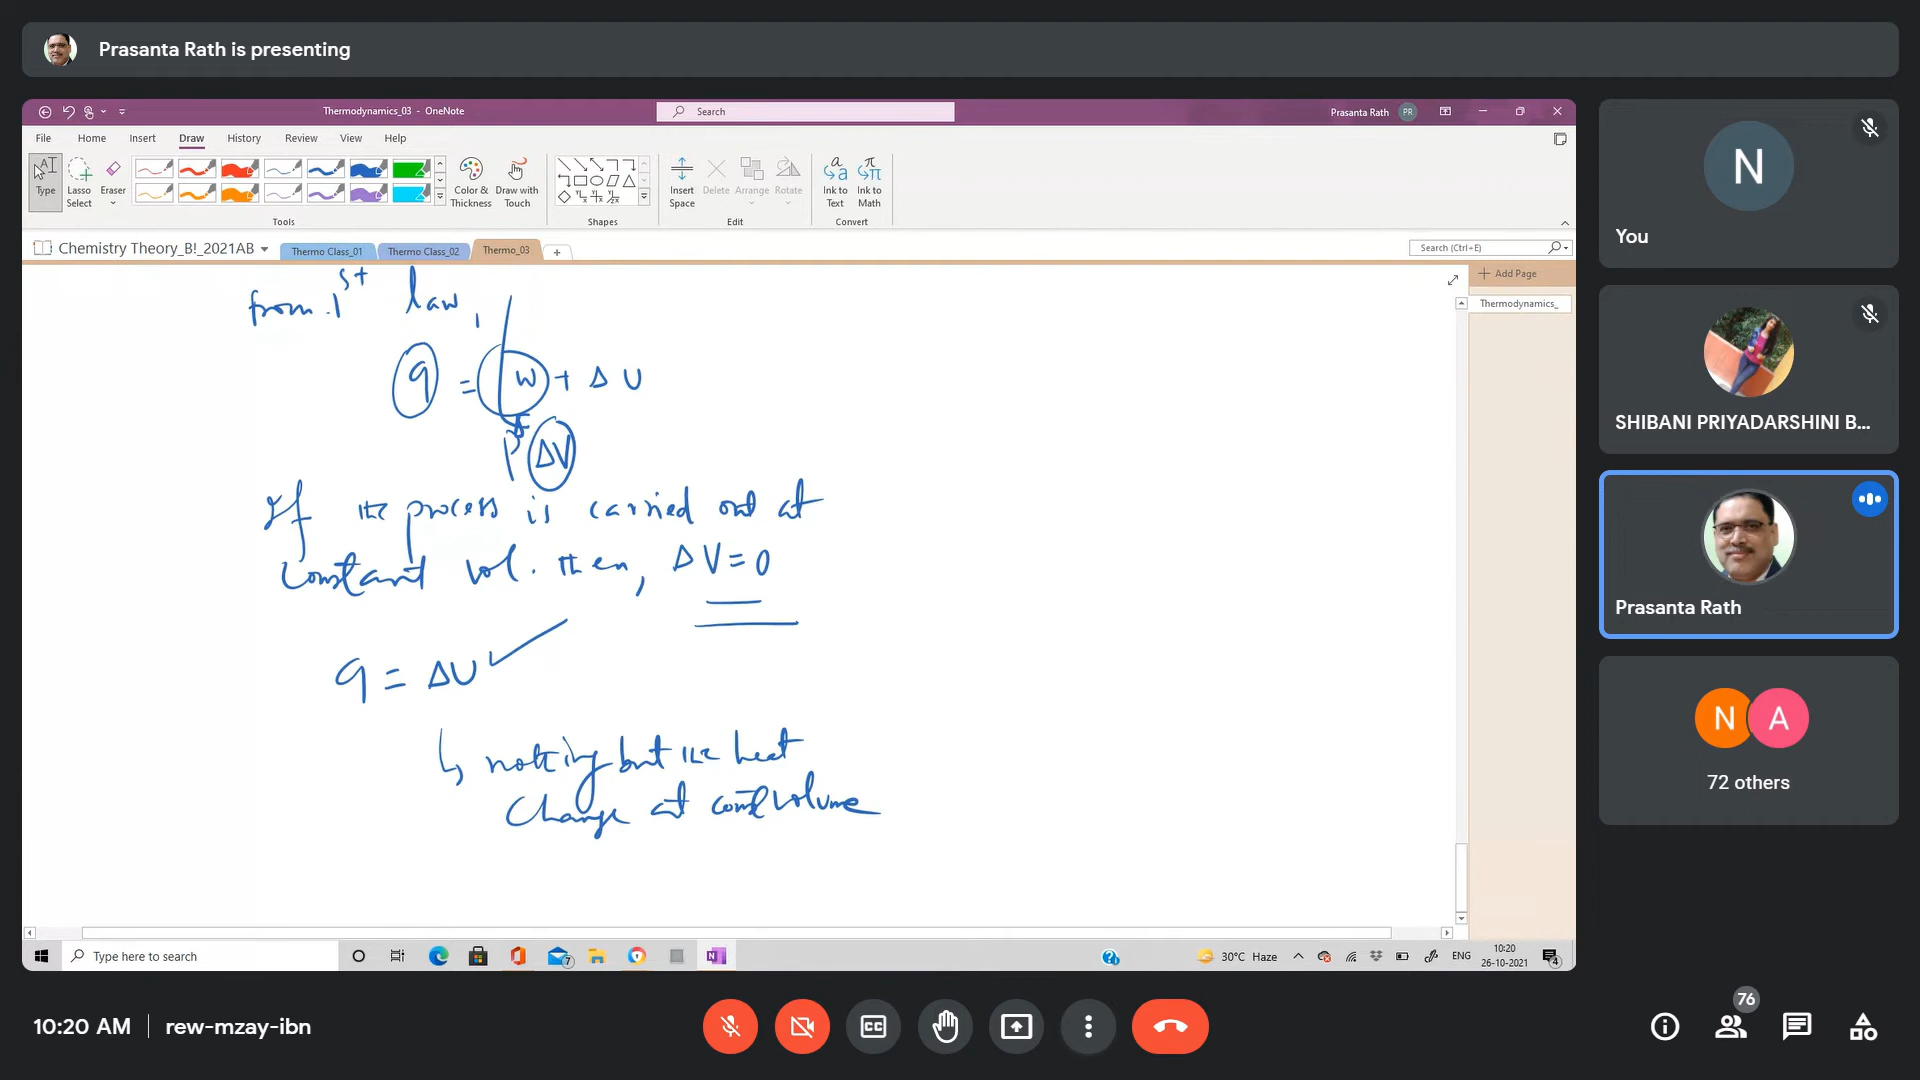 Prasanta Rath is presenting
Thermodynamics_03 - OneNote
Search
Prasanta Rath
PR
File Home Insert Draw History Review View Help
Type
Lasso Select
Eraser
Color & Thickness
Draw with Touch
Insert Space
Delete
Arrange
Rotate
Ink to Text
Ink to Math
Tools
Shapes
Edit
Convert
Chemistry Theory_B!_2021AB
Thermo Class_01
Thermo Class_02
Thermo_03
Search (Ctrl+E)
Add Page
Thermodynamics_
from 1st law,
q = w + Δ U
P ΔV
If the process is carried out at
constant vol. then, ΔV=0
q = ΔU
nothing but the heat
change at const volume
Type here to search
7
30°C Haze
ENG
10:20
26-10-2021
4
N
You
SHIBANI PRIYADARSHINI B...
Prasanta Rath
N A
72 others
10:20 AM
rew-mzay-ibn
76